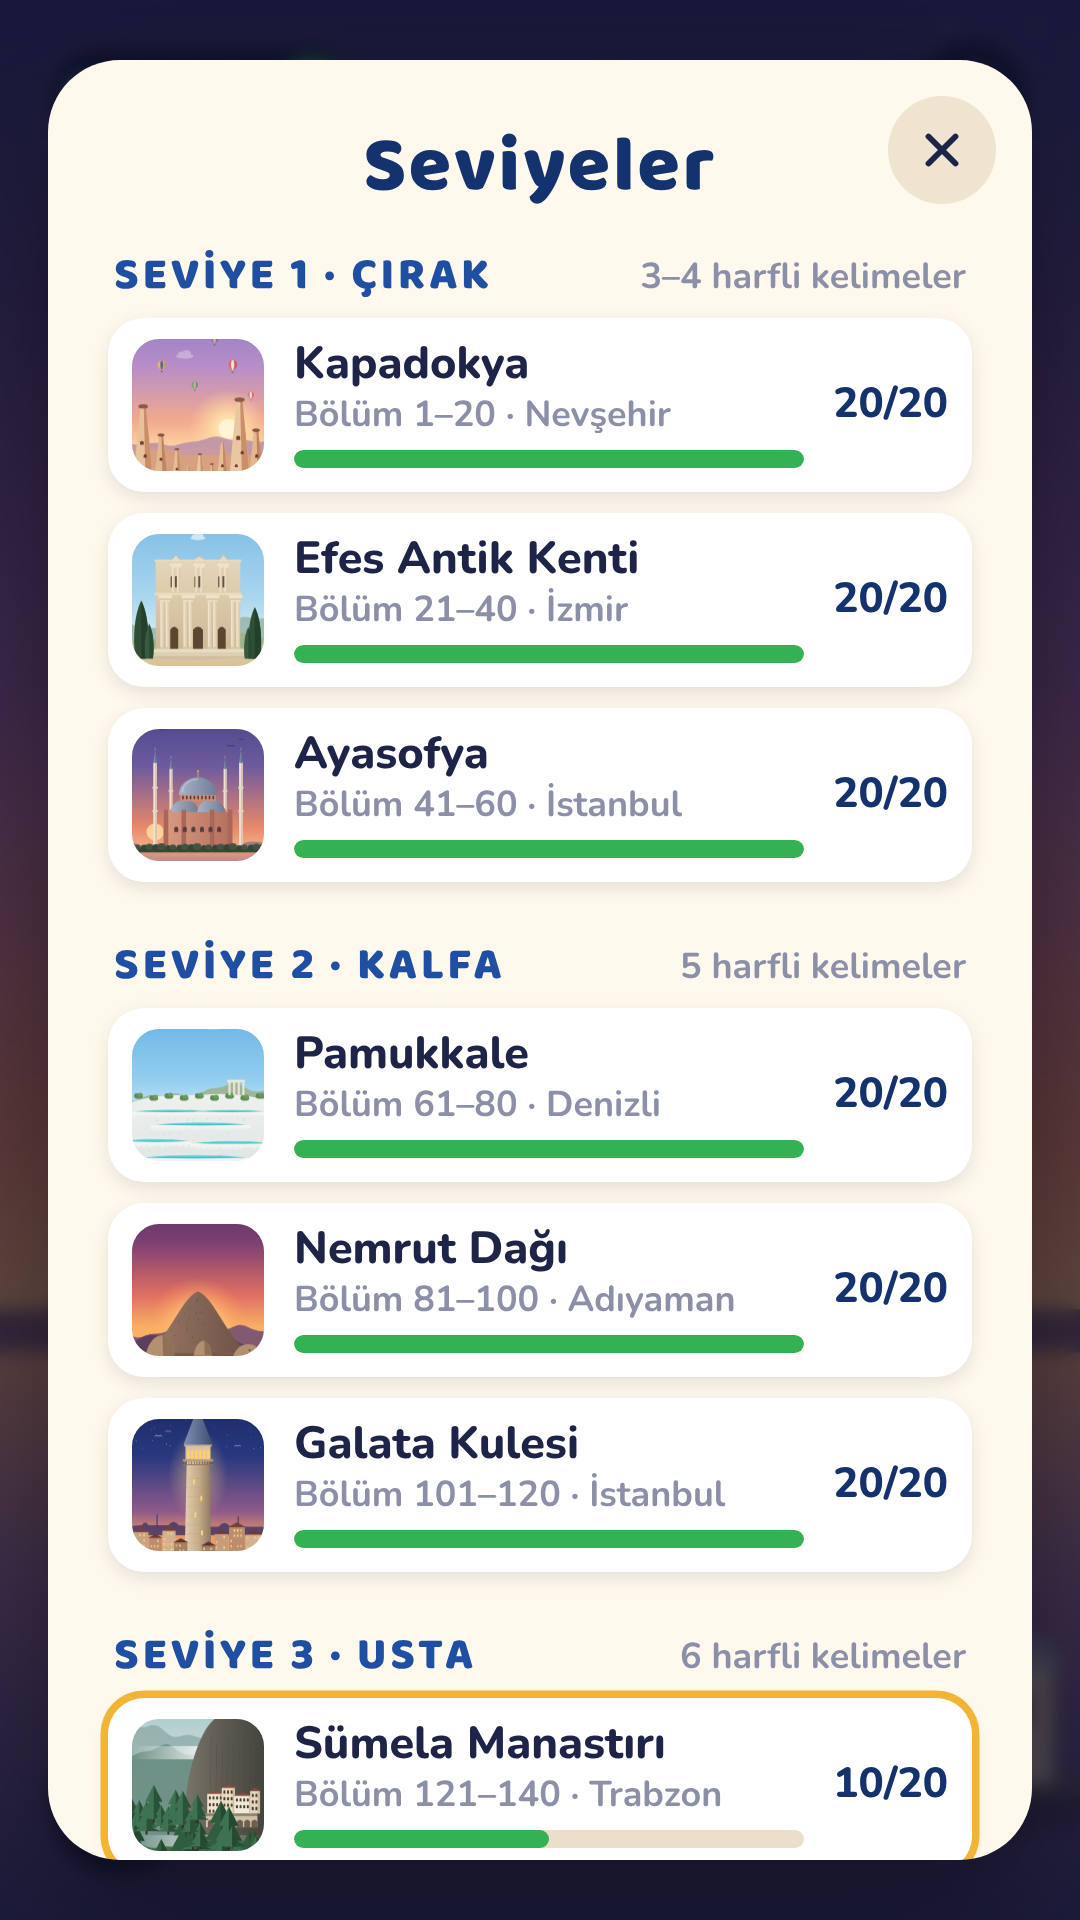 Seviyeler
SEVİYE 1 · ÇIRAK
3–4 harfli kelimeler
Kapadokya
Bölüm 1–20 · Nevşehir
20/20
Efes Antik Kenti
Bölüm 21–40 · İzmir
20/20
Ayasofya
Bölüm 41–60 · İstanbul
20/20
SEVİYE 2 · KALFA
5 harfli kelimeler
Pamukkale
Bölüm 61–80 · Denizli
20/20
Nemrut Dağı
Bölüm 81–100 · Adıyaman
20/20
Galata Kulesi
Bölüm 101–120 · İstanbul
20/20
SEVİYE 3 · USTA
6 harfli kelimeler
Sümela Manastırı
Bölüm 121–140 · Trabzon
10/20